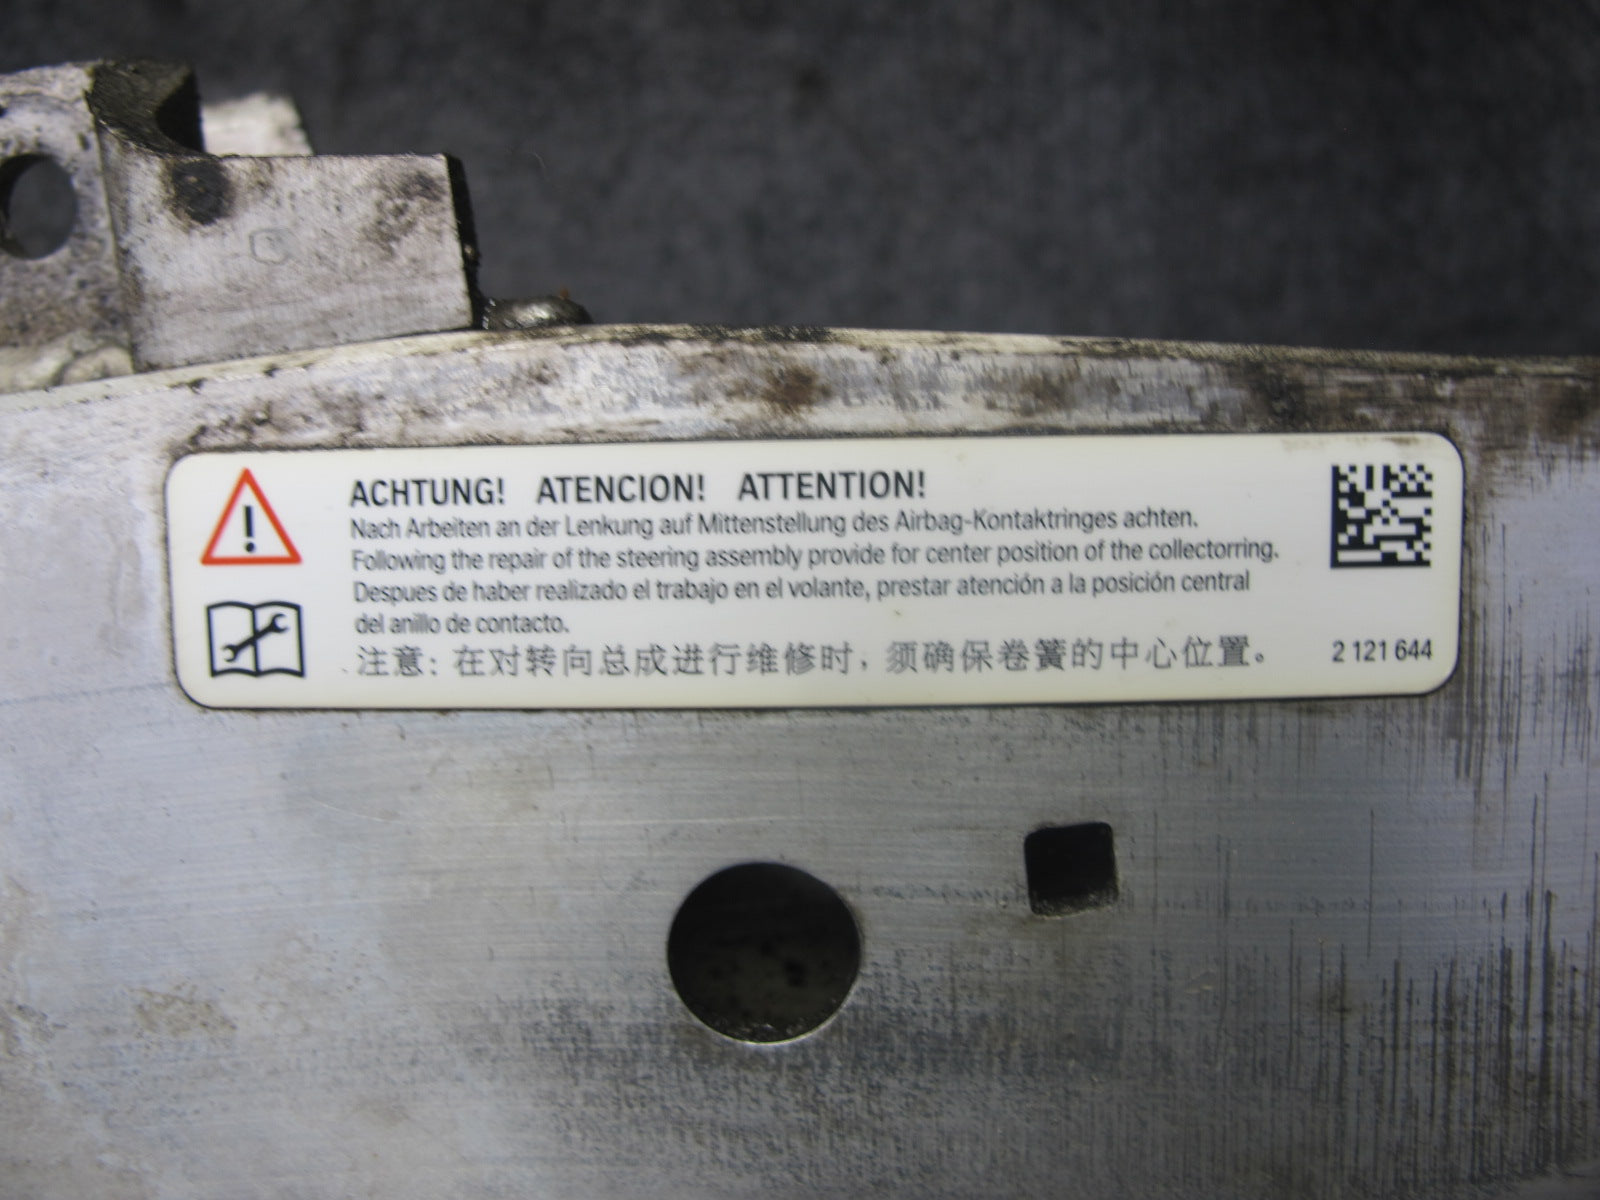 ACHTUNG! ATENCION! ATTENTION!
Nach Arbeiten an der Lenkung auf Mittenstellung des Airbag-Kontaktringes achten.
Following the repair of the steering assembly provide for center position of the collectorring.
Despues de haber realizado el trabajo en el volante, prestar atención a la posición central
del anillo de contacto.
注意: 在对转向总成进行维修时，须确保卷簧的中心位置。
2 121 644